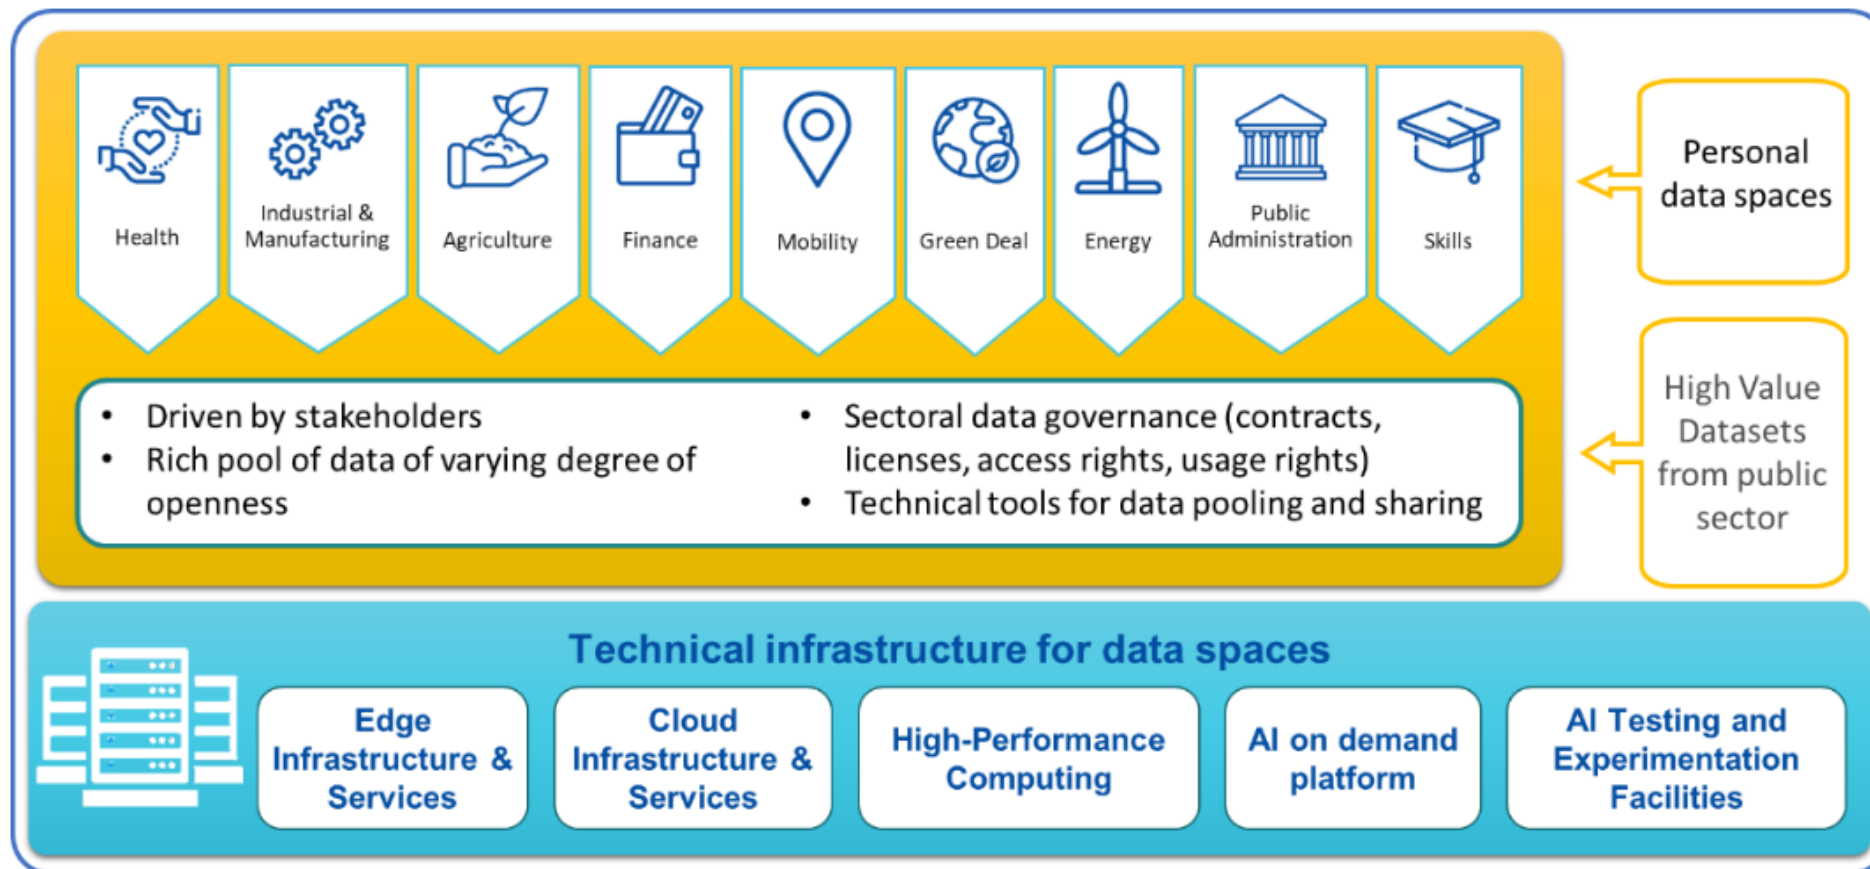 Health
Industrial &
Manufacturing
Agriculture
Finance
Mobility
Green Deal
Energy
Public
Administration
Skills
Personal
data spaces
• Driven by stakeholders
• Rich pool of data of varying degree of
openness
• Sectoral data governance (contracts,
licenses, access rights, usage rights)
• Technical tools for data pooling and sharing
High Value
Datasets
from public
sector
Technical infrastructure for data spaces
Edge
Infrastructure &
Services
Cloud
Infrastructure &
Services
High-Performance
Computing
AI on demand
platform
AI Testing and
Experimentation
Facilities